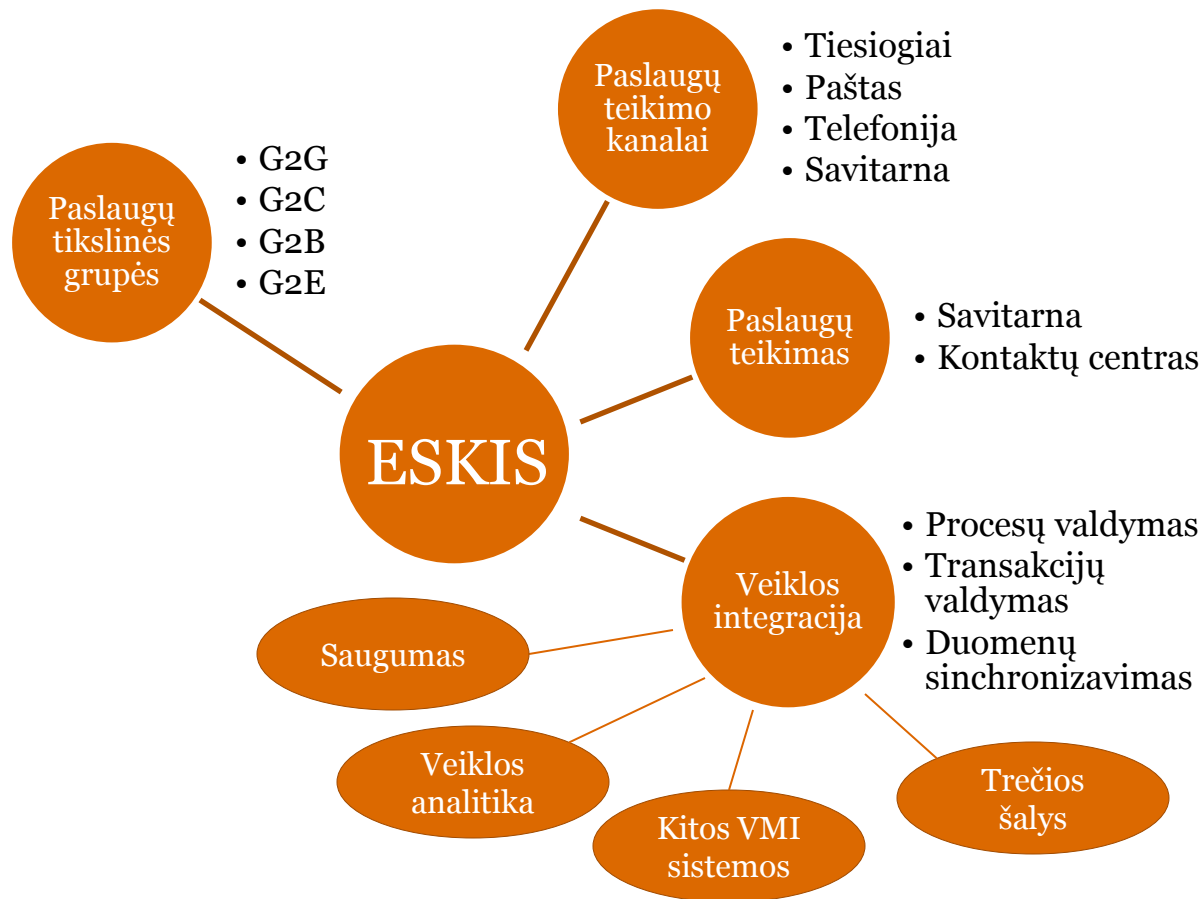 Paslaugų
teikimo
kanalai
• Tiesiogiai
• Paštas
• Telefonija
• Savitarna
Paslaugų
tikslinės
grupės
• G2G
• G2C
• G2B
• G2E
Paslaugų
teikimas
• Savitarna
• Kontaktų centras
ESKIS
Veiklos
integracija
• Procesų valdymas
• Transakcijų
valdymas
• Duomenų
sinchronizavimas
Saugumas
Veiklos
analitika
Kitos VMI
sistemos
Trečios
šalys